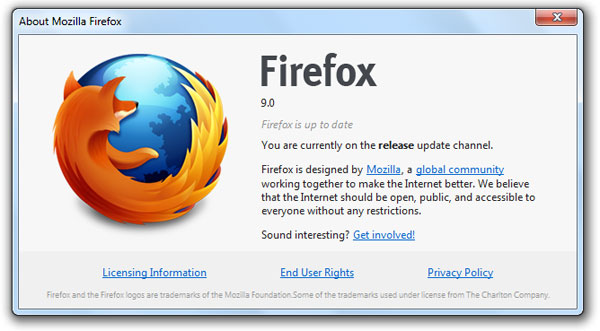 About Mozilla Firefox
Firefox
9.0
Firefox is up to date
You are currently on the release update channel.
Firefox is designed by Mozilla, a global community
working together to make the Internet better. We believe
that the Internet should be open, public, and accessible to
everyone without any restrictions.
Sound interesting? Get involved!
Licensing Information End User Rights Privacy Policy
Firefox and the Firefox logos are trademarks of the Mozilla Foundation.Some of the trademarks used under license from The Charlton Company.